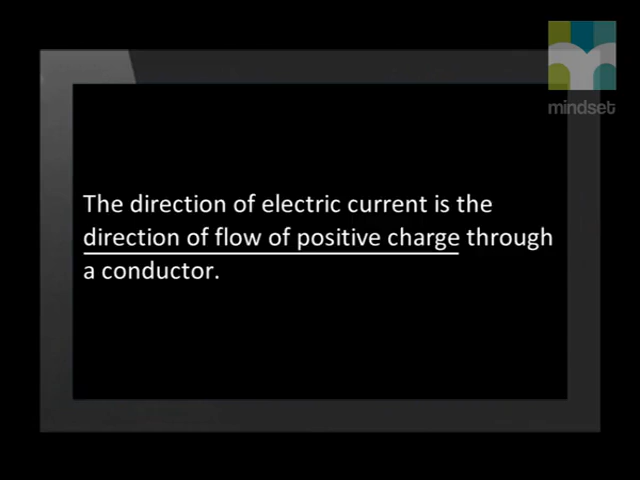 mindset
The direction of electric current is the
direction of flow of positive charge through
a conductor.